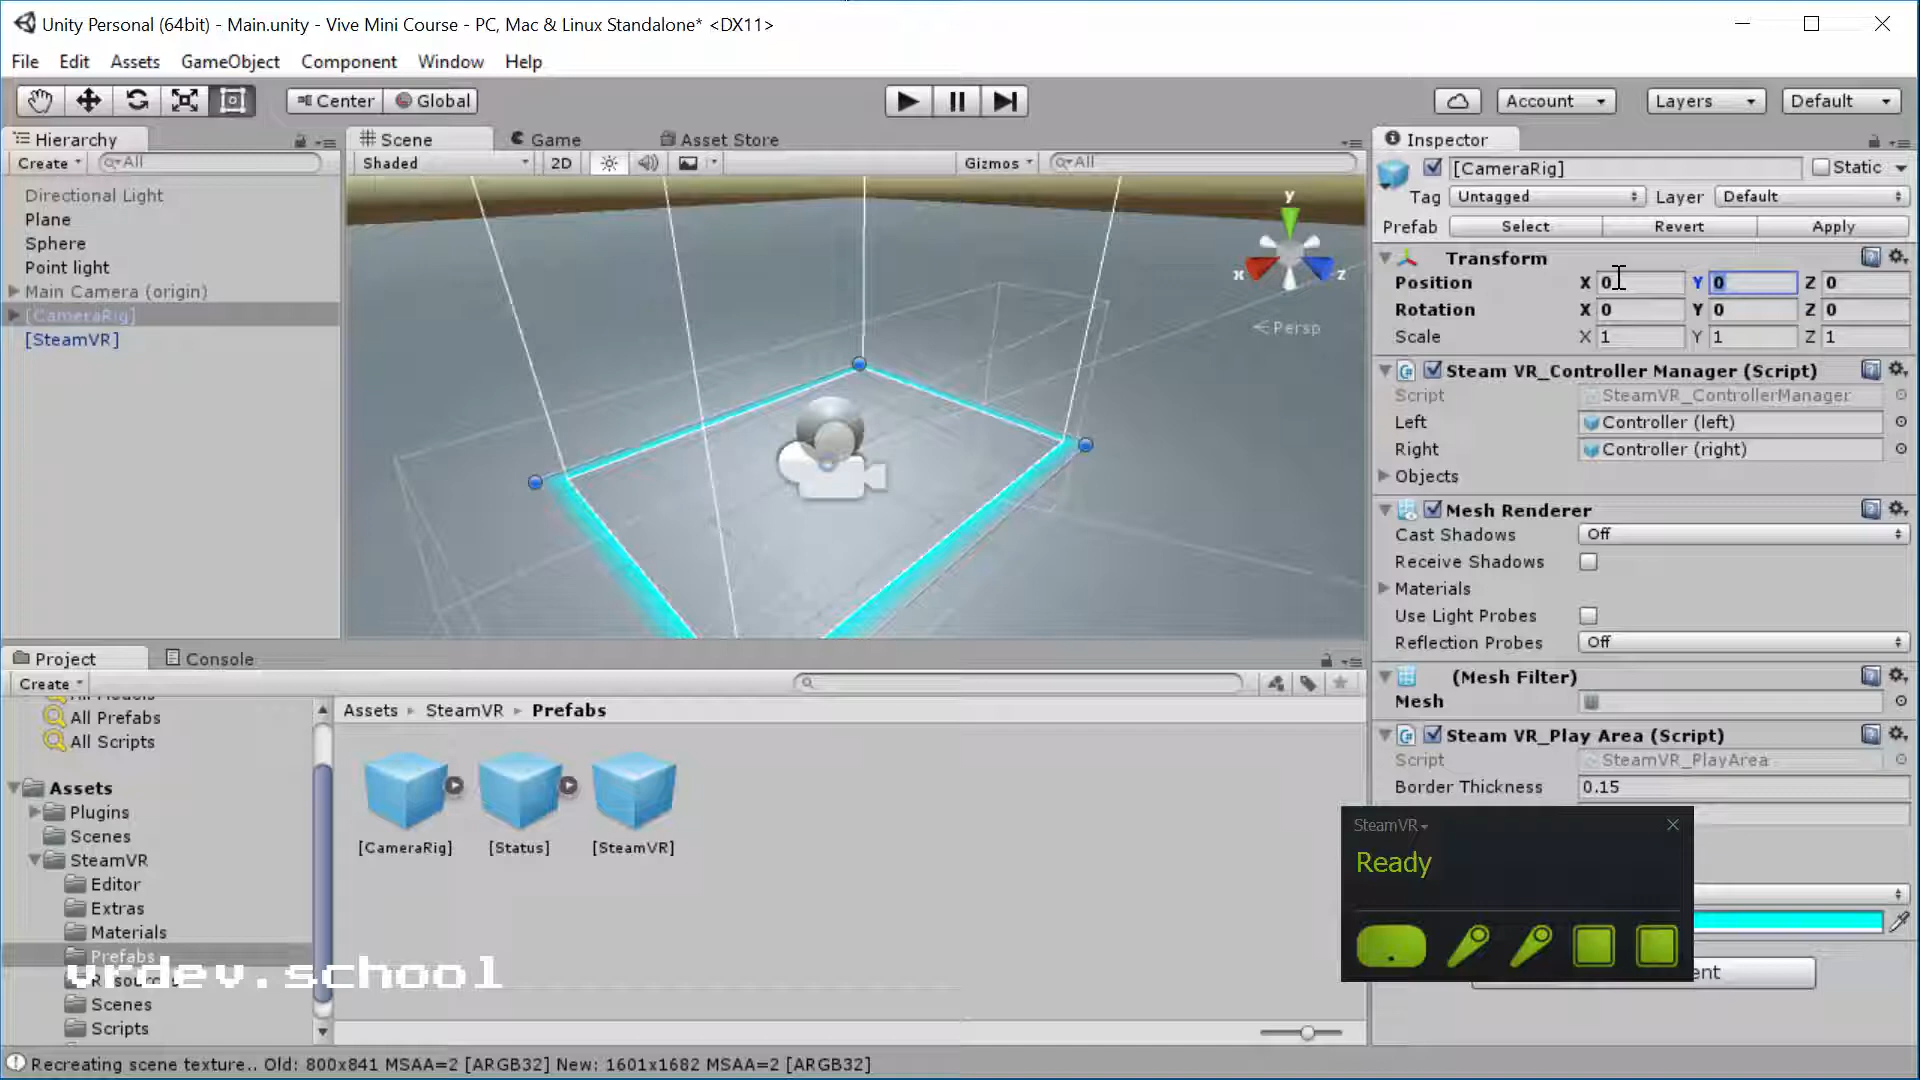 Unity Personal (64bit) - Main.unity - Vive Mini Course - PC, Mac & Linux Standalone* <DX11>
File Edit Assets GameObject Component Window Help
Center Global Account Layers Default
Hierarchy
Create All
Directional Light
Plane
Sphere
Point light
Main Camera (origin)
[CameraRig]
[SteamVR]
Scene Game Asset Store
Shaded 2D Gizmos All
y
x
z
Persp
Inspector
[CameraRig] Static
Tag Untagged Layer Default
Prefab Select Revert Apply
Transform
Position X 0 Y 0 Z 0
Rotation X 0 Y 0 Z 0
Scale X 1 Y 1 Z 1
Steam VR_Controller Manager (Script)
Script SteamVR_ControllerManager
Left Controller (left)
Right Controller (right)
Objects
Mesh Renderer
Cast Shadows Off
Receive Shadows
Materials
Use Light Probes
Reflection Probes Off
(Mesh Filter)
Mesh
Steam VR_Play Area (Script)
Script SteamVR_PlayArea
Border Thickness 0.15
SteamVR
Ready
Project Console
Create
All Prefabs
All Scripts
Assets
Plugins
Scenes
SteamVR
Editor
Extras
Materials
Prefabs
Scenes
Scripts
Assets SteamVR Prefabs
[CameraRig] [Status] [SteamVR]
vrdev.school
Recreating scene texture.. Old: 800x841 MSAA=2 [ARGB32] New: 1601x1682 MSAA=2 [ARGB32]